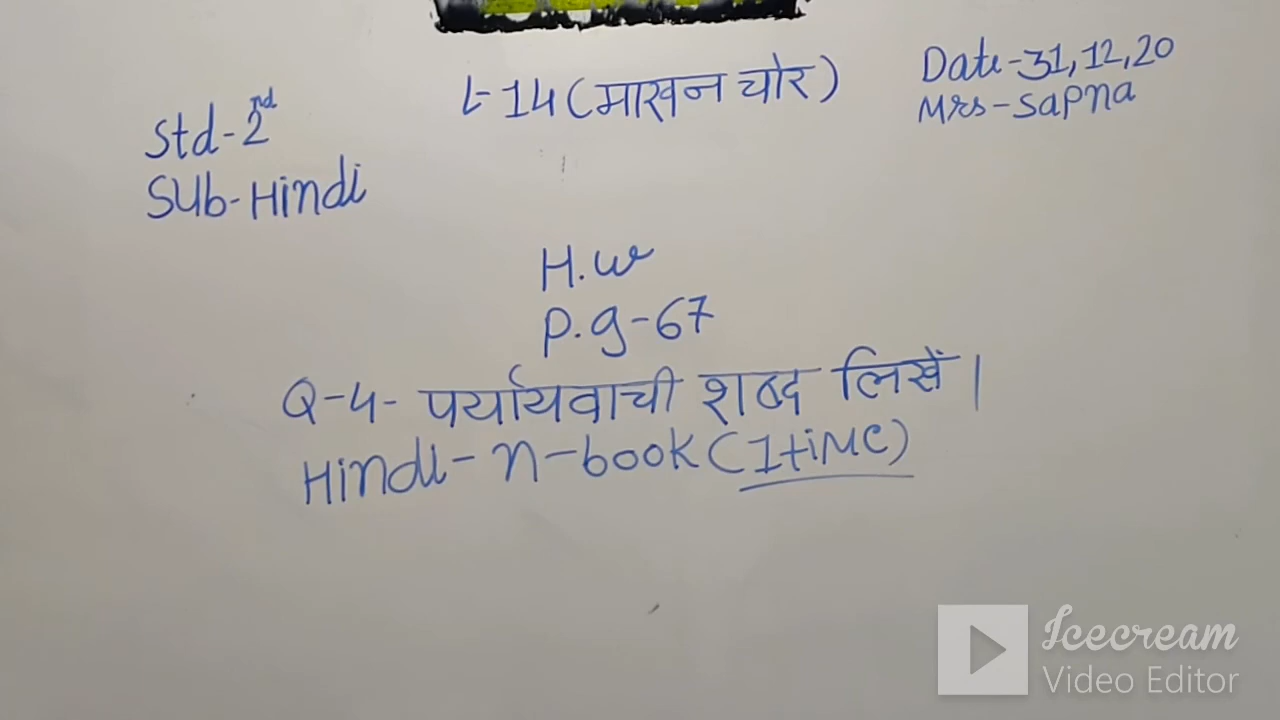 L-14 (माखन चोर)
Date-31,12,20
Mrs-Sapna
Std-2nd
Sub-Hindi
H.w
P.g-67
Q-4- पर्यायवाची शब्द लिखें।
Hindi-n-book (1time)
Icecream
Video Editor